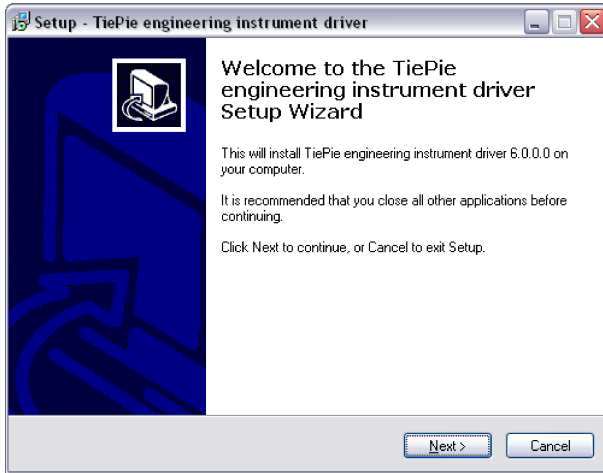 Setup - TiePie engineering instrument driver
Welcome to the TiePie
engineering instrument driver
Setup Wizard
This will install TiePie engineering instrument driver 6.0.0.0 on
your computer.
It is recommended that you close all other applications before
continuing.
Click Next to continue, or Cancel to exit Setup.
Next >
Cancel